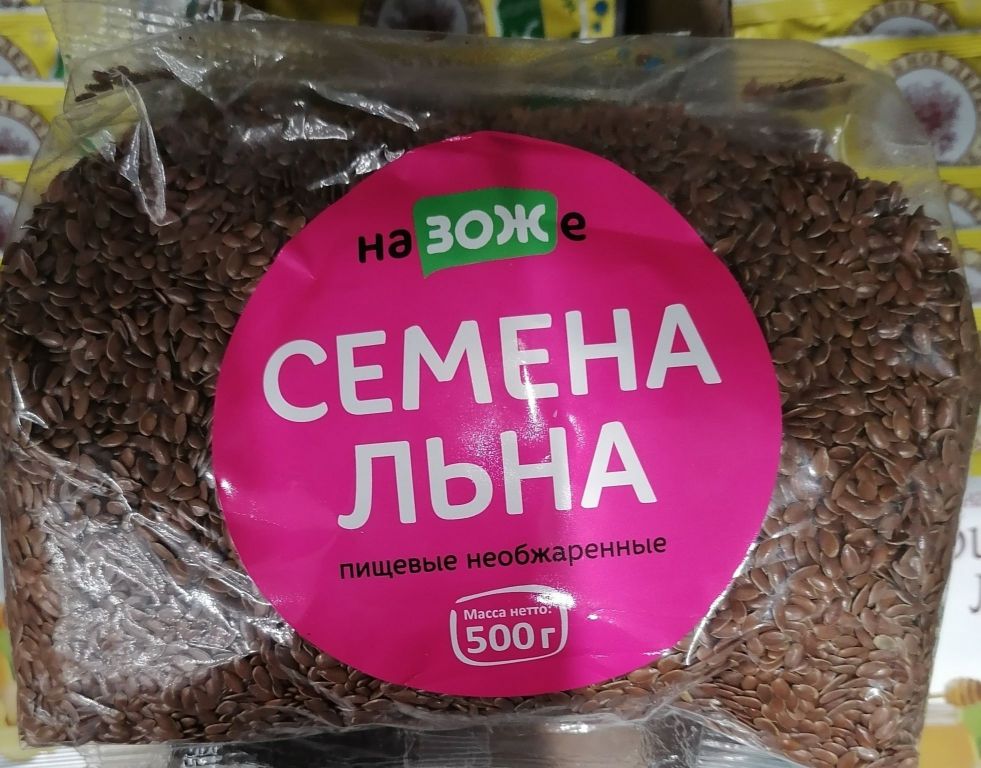 наЗОЖе
СЕМЕНА
ЛЬНА
пищевые необжаренные
Масса нетто:
500 г